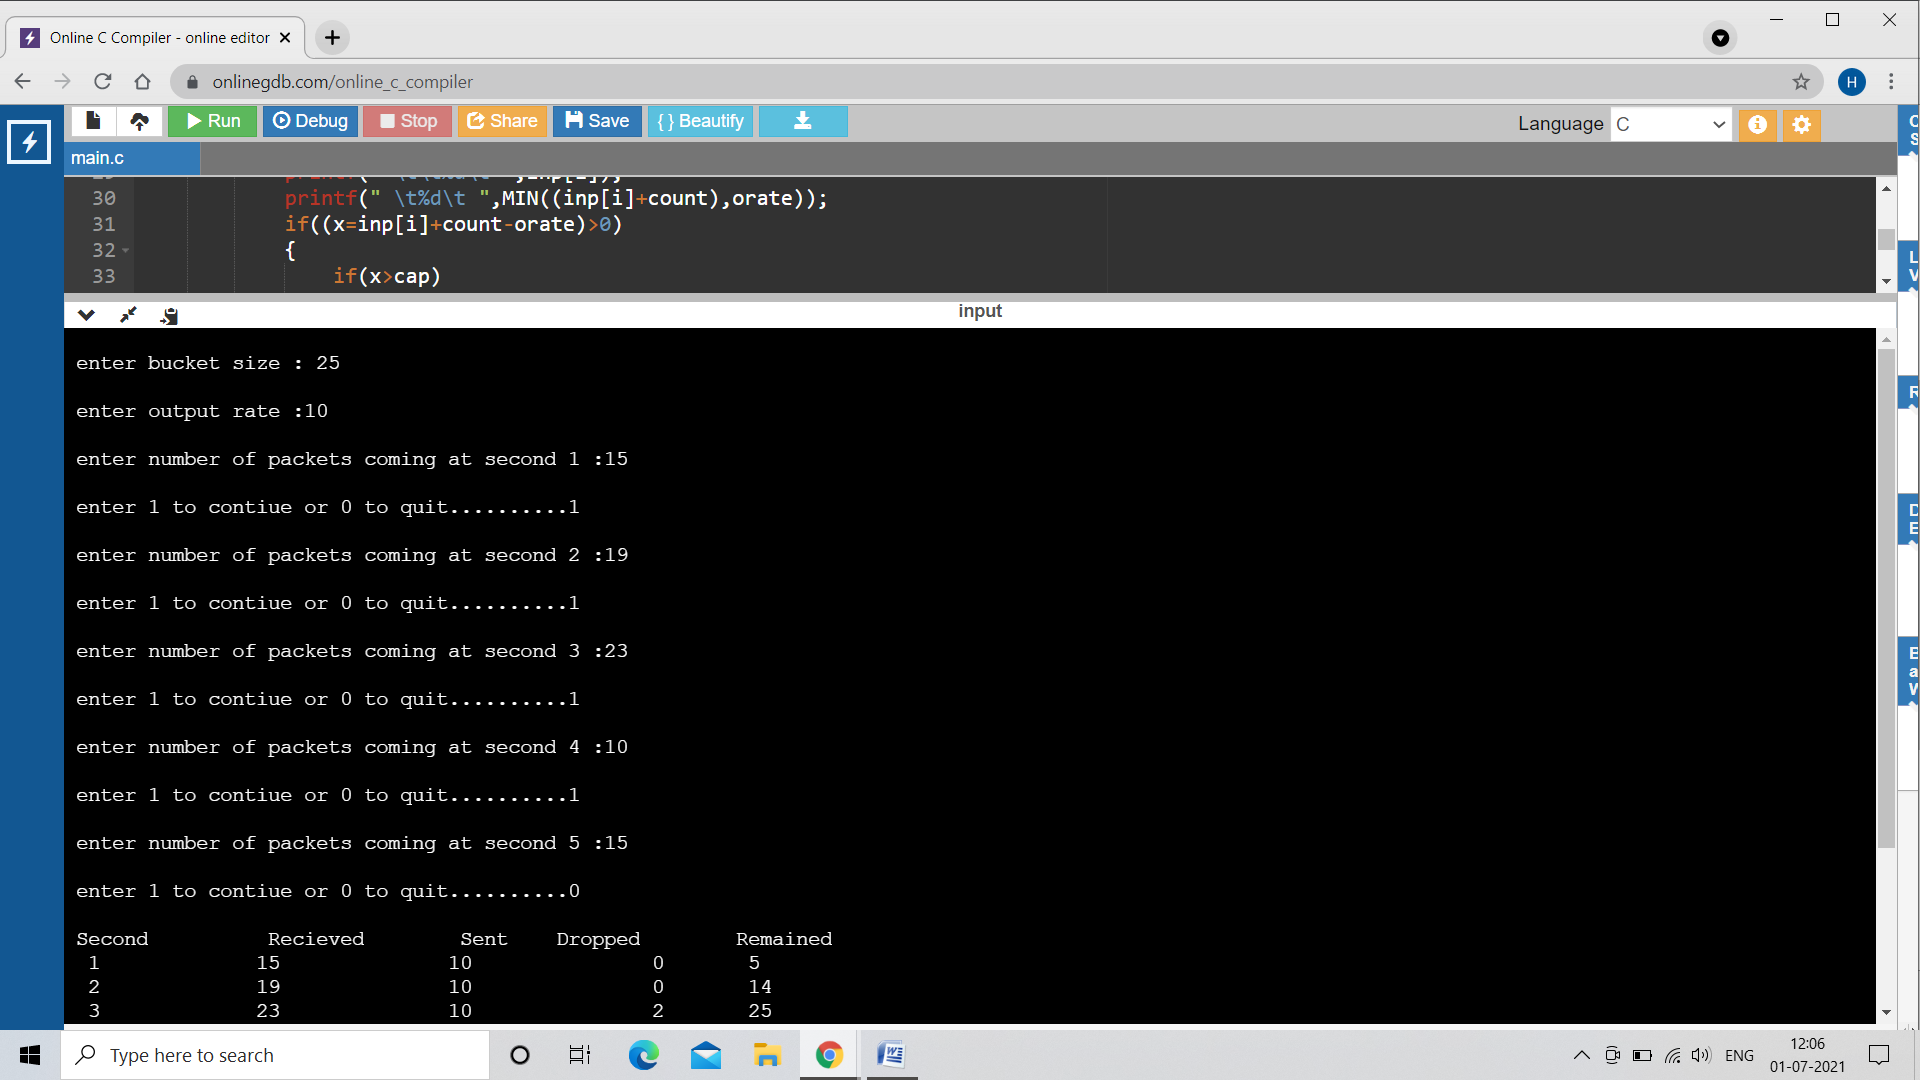 Online C Compiler - online editor
onlinegdb.com/online_c_compiler
H
Run Debug Stop Share Save { } Beautify
Language C
main.c
30 printf(" \t%d\t ",MIN((inp[i]+count),orate));
31 if((x=inp[i]+count-orate)>0)
32 {
33 if(x>cap)
input
enter bucket size : 25
enter output rate :10
enter number of packets coming at second 1 :15
enter 1 to contiue or 0 to quit..........1
enter number of packets coming at second 2 :19
enter 1 to contiue or 0 to quit..........1
enter number of packets coming at second 3 :23
enter 1 to contiue or 0 to quit..........1
enter number of packets coming at second 4 :10
enter 1 to contiue or 0 to quit..........1
enter number of packets coming at second 5 :15
enter 1 to contiue or 0 to quit..........0
Second Recieved Sent Dropped Remained
1 15 10 0 5
2 19 10 0 14
3 23 10 2 25
Type here to search
ENG
12:06
01-07-2021